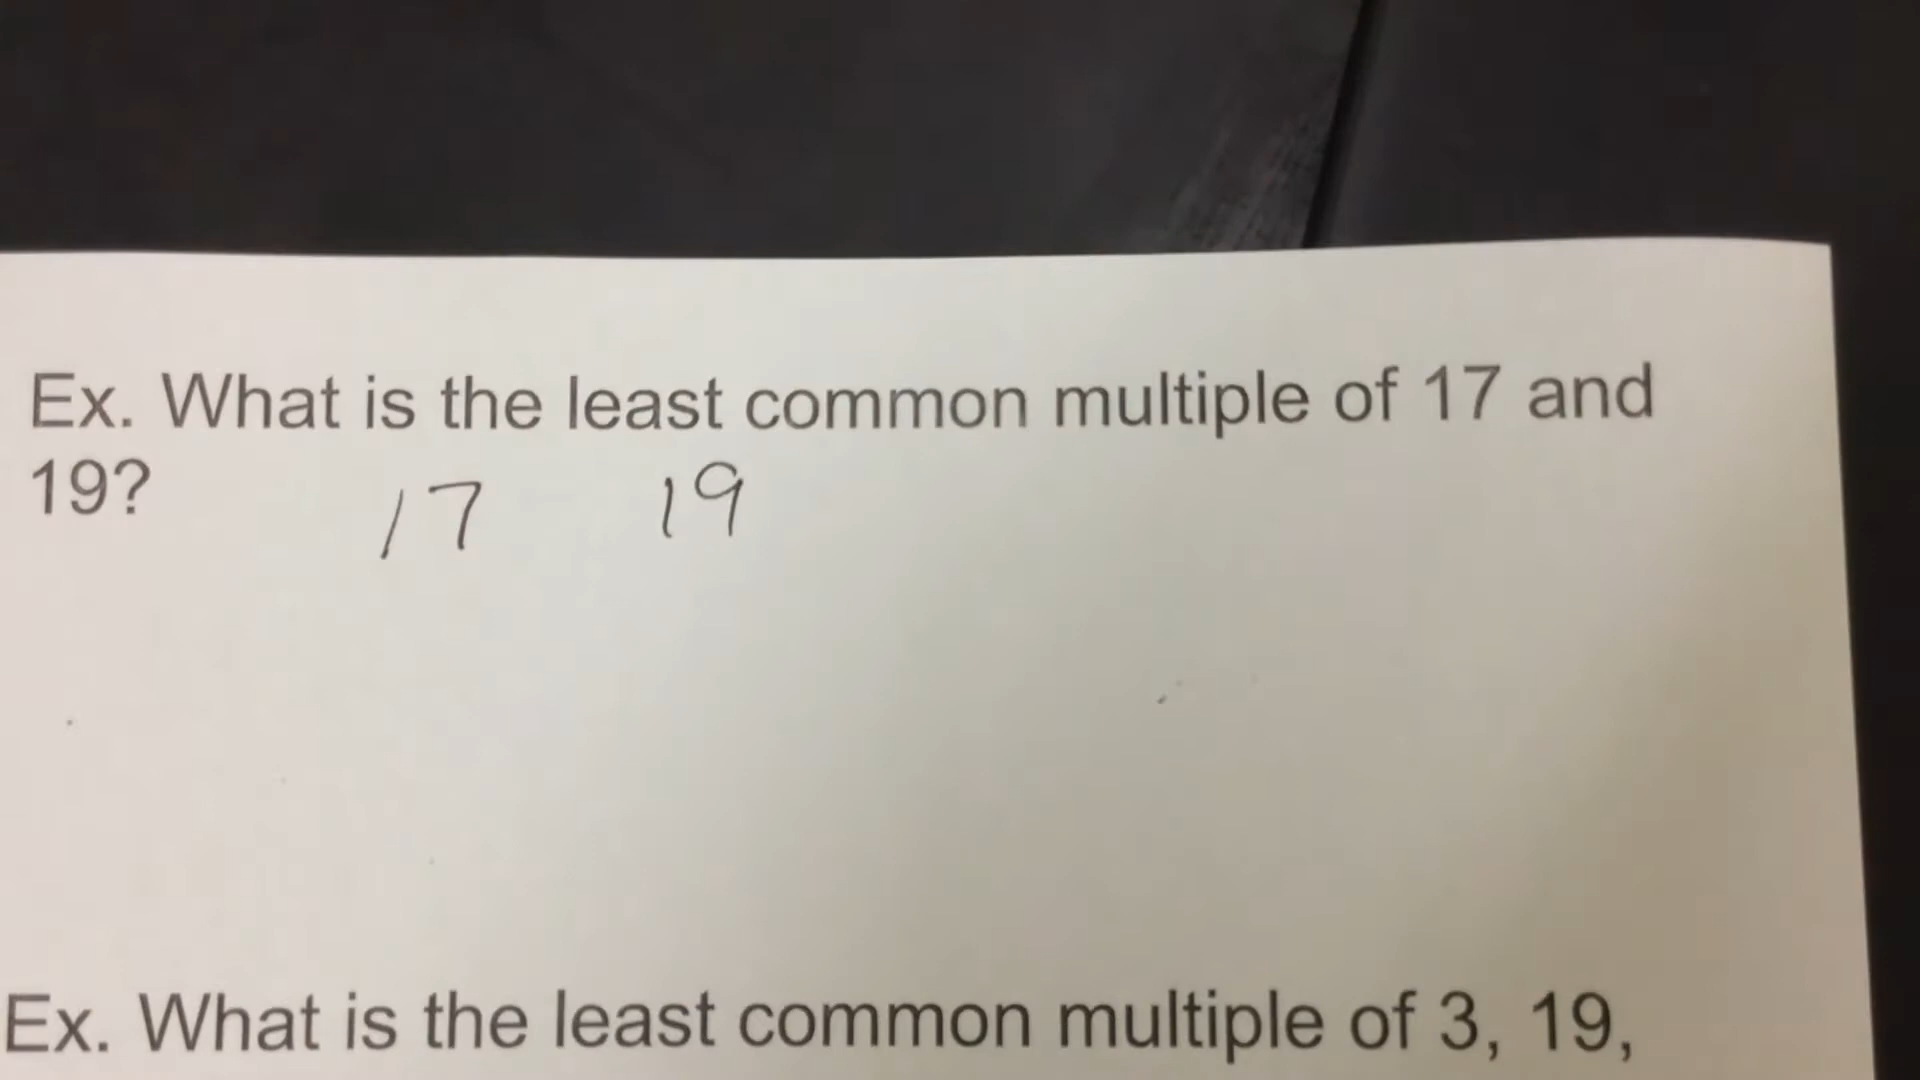 Ex. What is the least common multiple of 17 and
19?
17 19
Ex. What is the least common multiple of 3, 19,